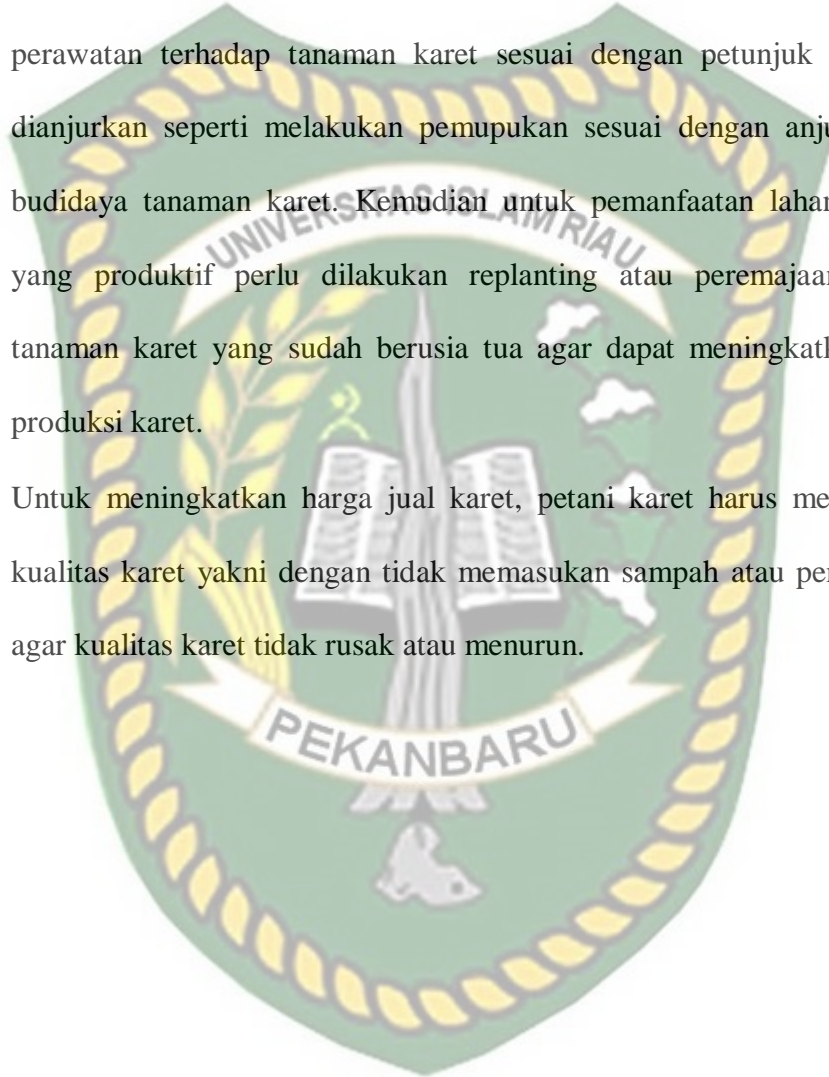 perawatan terhadap tanaman karet sesuai dengan petunjuk
dianjurkan seperti melakukan pemupukan sesuai dengan
budidaya tanaman karet. Kemudian untuk pemanfaatan
UNIVERSITAS ISLAM RIAU
yang produktif perlu dilakukan replanting atau
tanaman karet yang sudah berusia tua agar dapat
produksi karet.
Untuk meningkatkan harga jual karet, petani karet harus
kualitas karet yakni dengan tidak memasukan sampah atau
agar kualitas karet tidak rusak atau menurun.
PEKANBARU